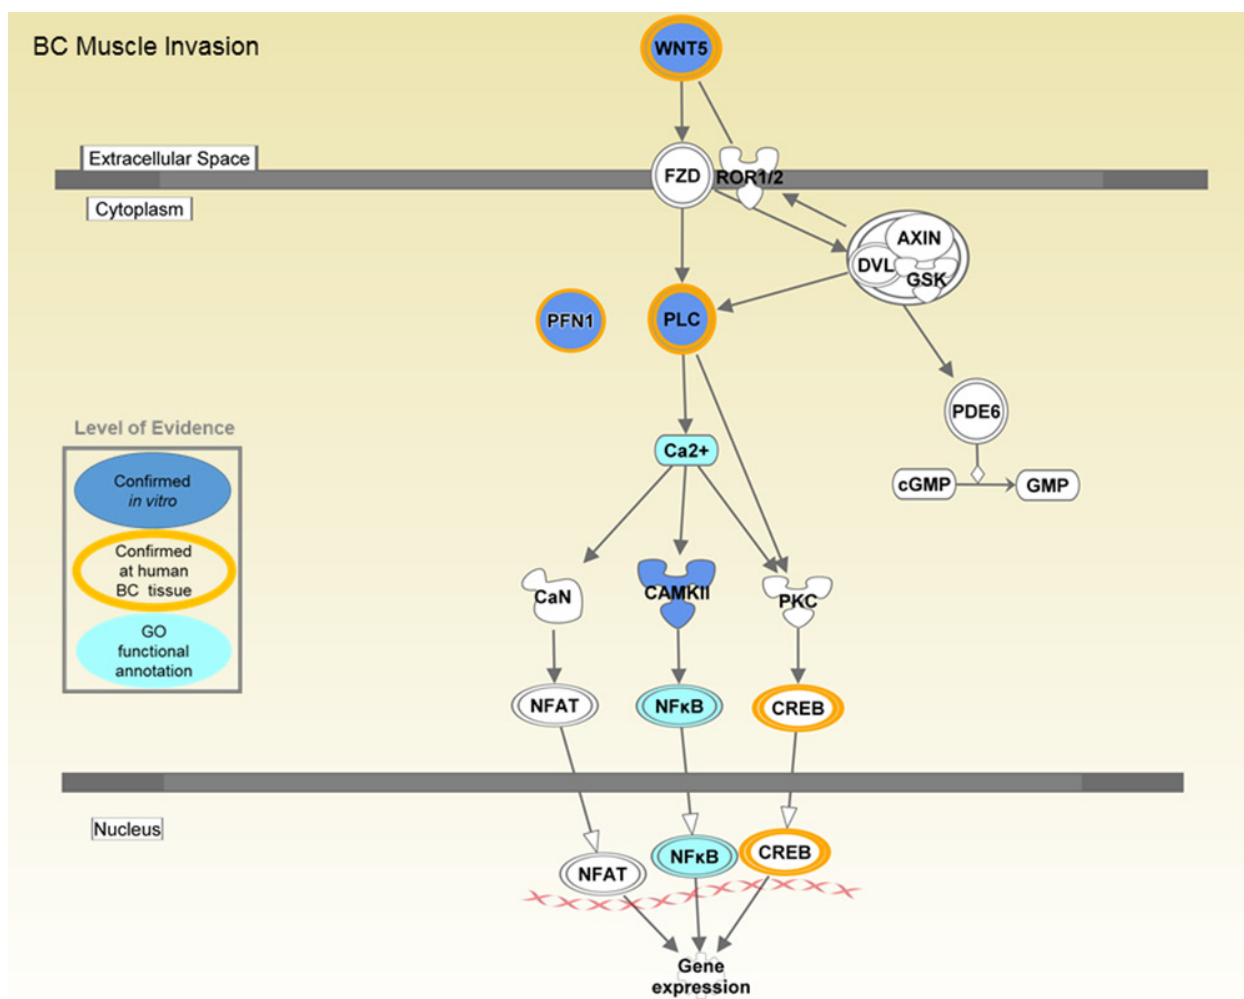 BC Muscle Invasion
WNT5
Extracellular Space
FZD
ROR1/2
Cytoplasm
AXIN
DVL
GSK
PFN1
PLC
PDE6
Level of Evidence
Confirmed
in vitro
Confirmed
at human
BC tissue
GO
functional
annotation
Ca2+
cGMP
GMP
CaN
CAMKII
PKC
NFAT
NFκB
CREB
Nucleus
NFAT
NFκB
CREB
Gene
expression